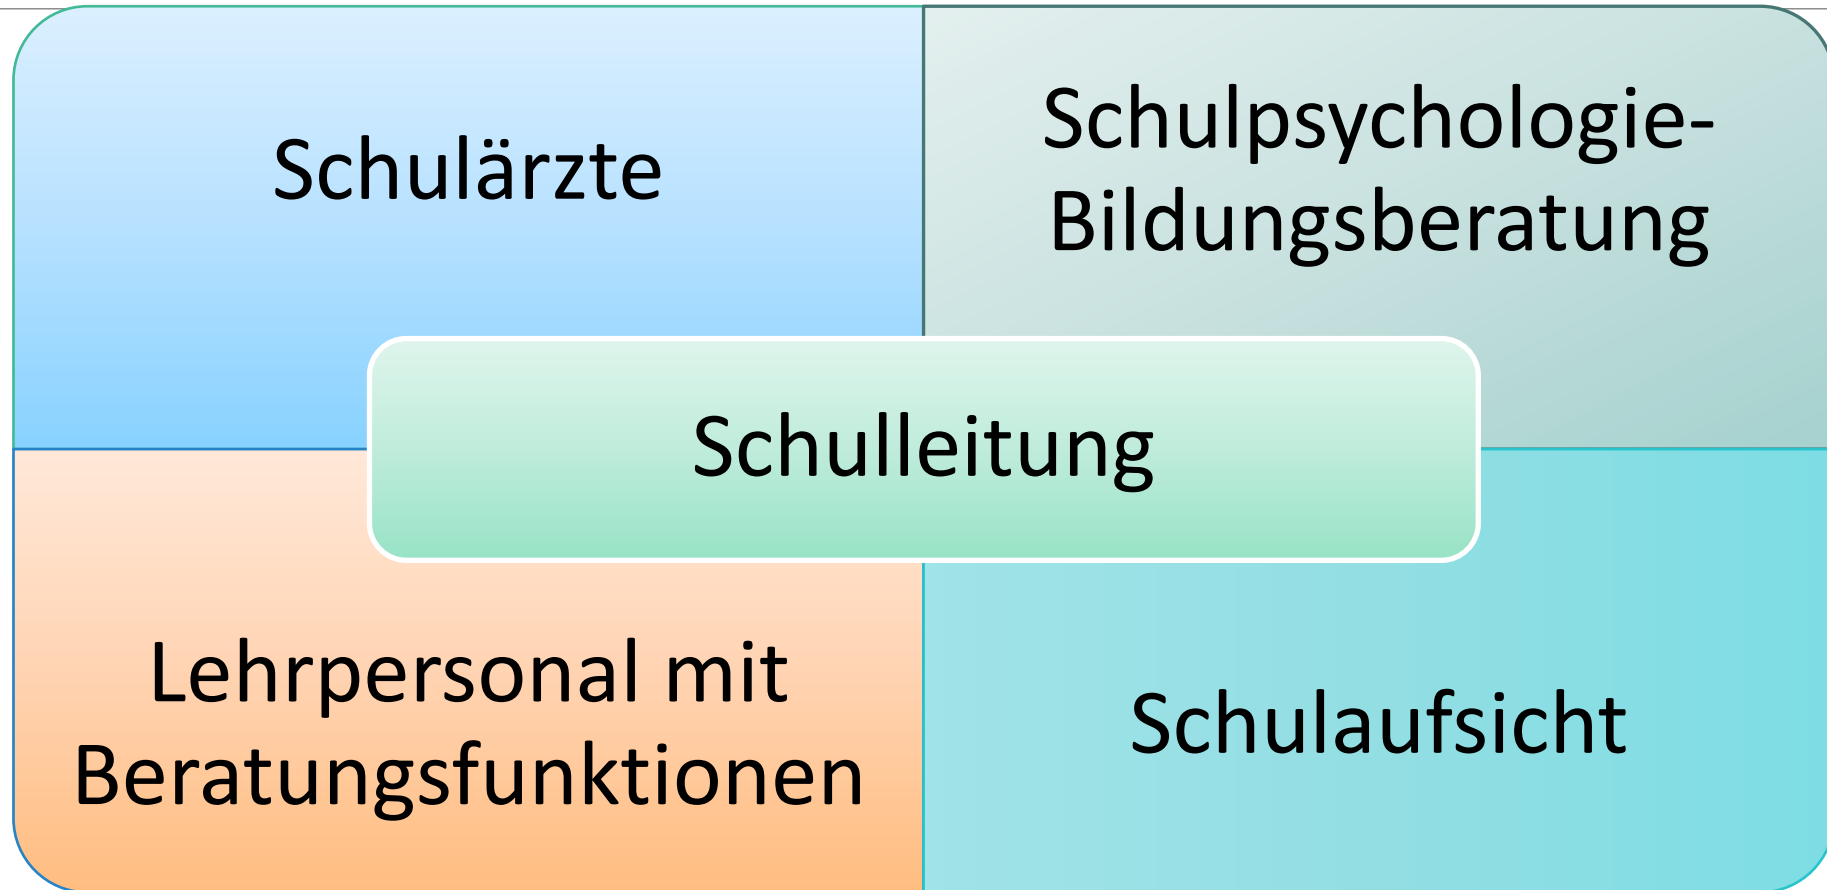 Schulärzte
Schulpsychologie-
Bildungsberatung
Schulleitung
Lehrpersonal mit
Beratungsfunktionen
Schulaufsicht